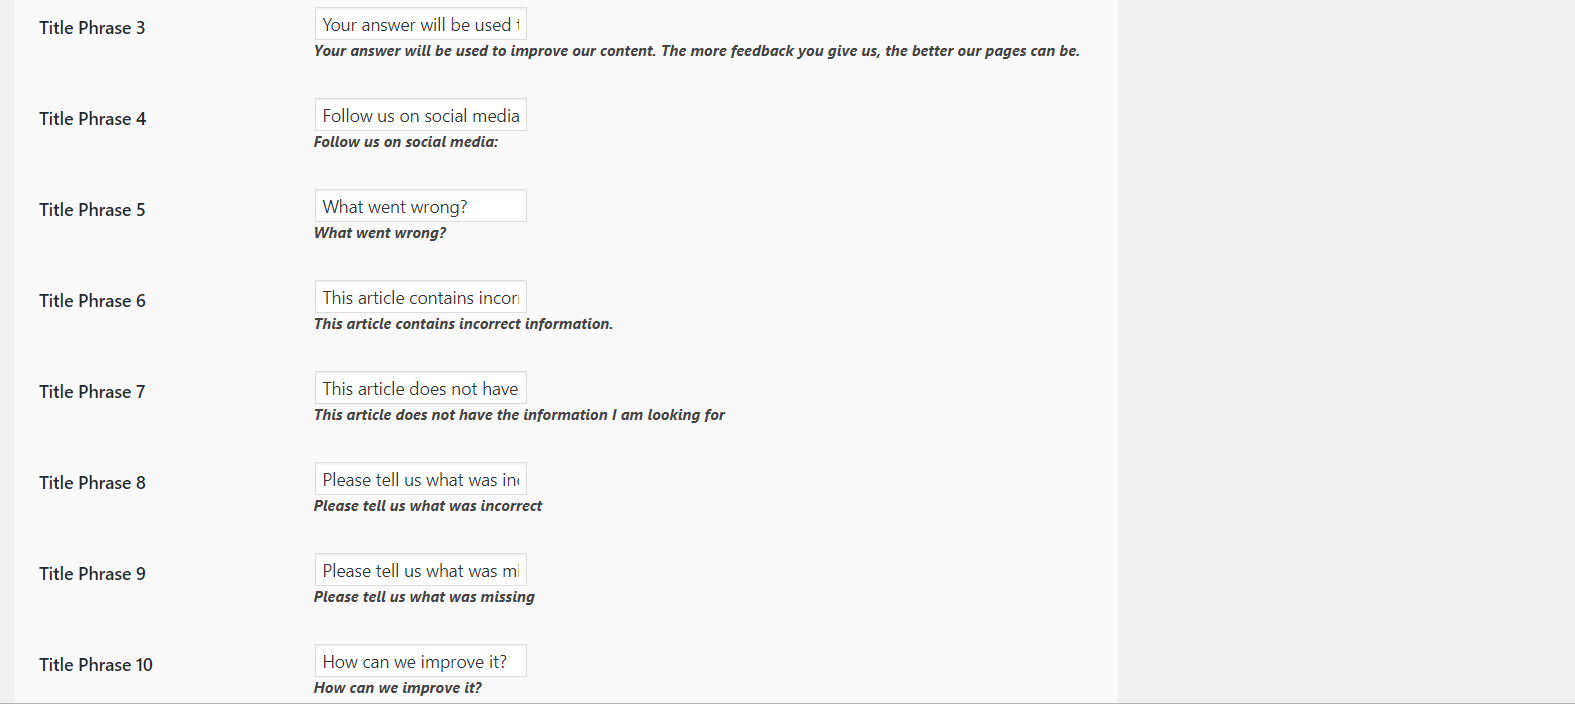 Title Phrase 3
Your answer will be used t
Your answer will be used to improve our content. The more feedback you give us, the better our pages can be.
Title Phrase 4
Follow us on social media
Follow us on social media:
Title Phrase 5
What went wrong?
What went wrong?
Title Phrase 6
This article contains incorr
This article contains incorrect information.
Title Phrase 7
This article does not have
This article does not have the information I am looking for
Title Phrase 8
Please tell us what was inc
Please tell us what was incorrect
Title Phrase 9
Please tell us what was mi
Please tell us what was missing
Title Phrase 10
How can we improve it?
How can we improve it?